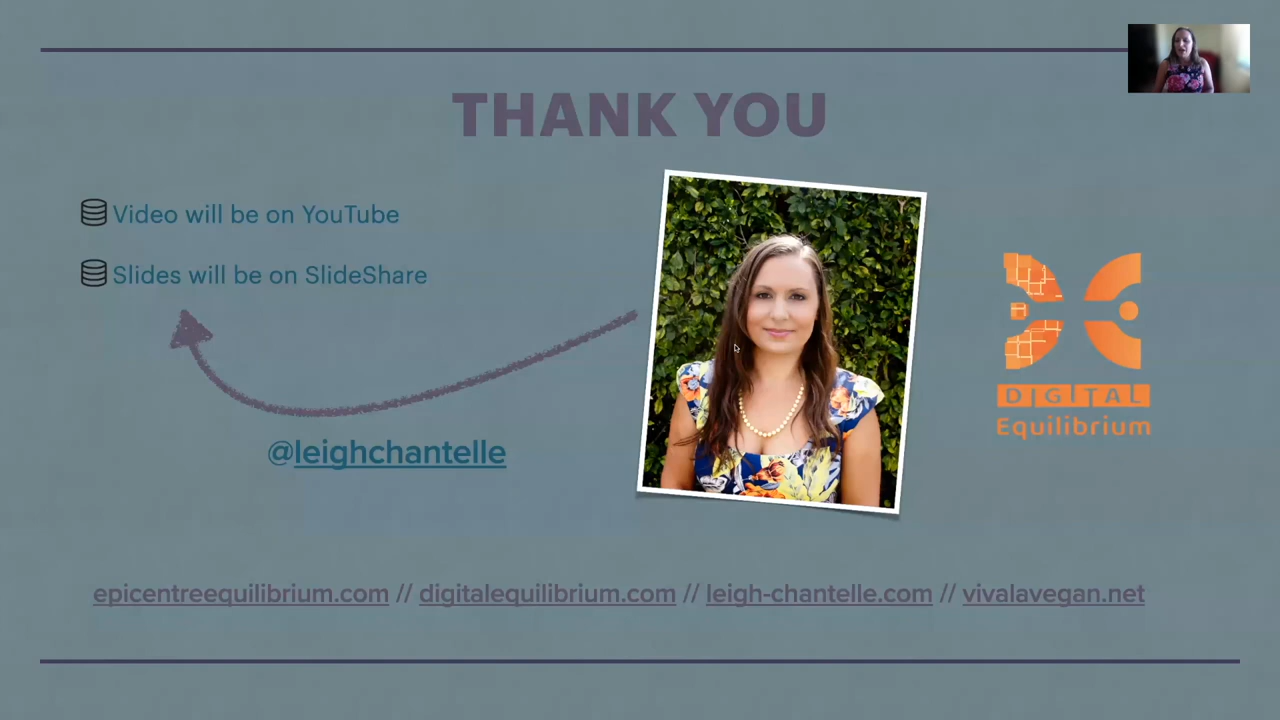 THANK YOU
Video will be on YouTube
Slides will be on SlideShare
@leighchantelle
DIGITAL
Equilibrium
epicentreequilibrium.com // digitalequilibrium.com // leigh-chantelle.com // vivalavegan.net